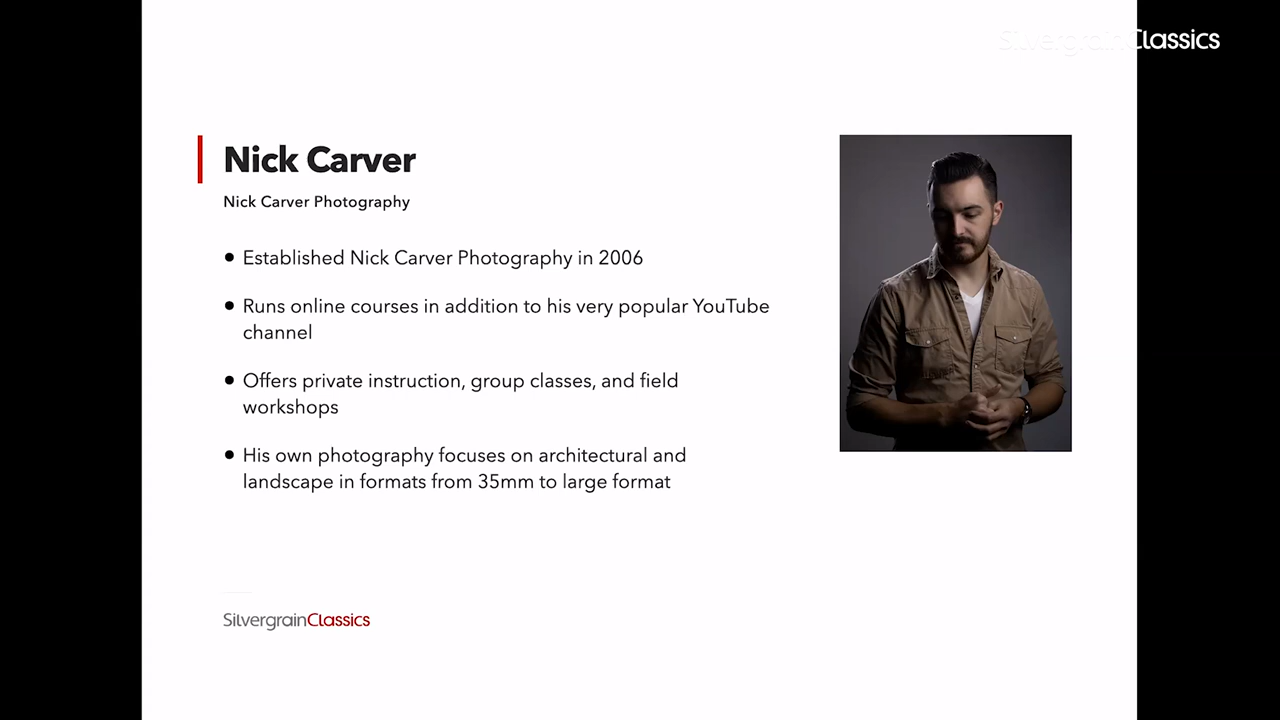 SilvergrainClassics
Nick Carver
Nick Carver Photography
● Established Nick Carver Photography in 2006
● Runs online courses in addition to his very popular YouTube
channel
● Offers private instruction, group classes, and field
workshops
● His own photography focuses on architectural and
landscape in formats from 35mm to large format
SilvergrainClassics